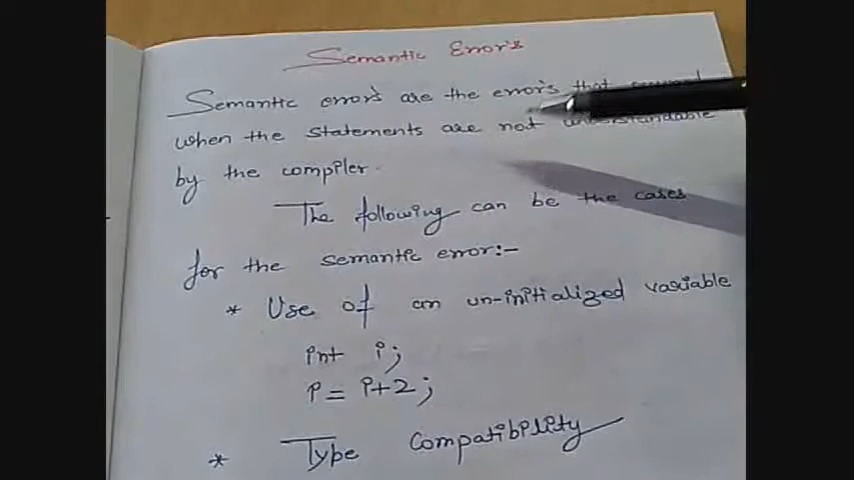 Semantic Errors
Semantic errors are the errors that
when the statements are not understandable
by the compiler.
The following can be the cases
for the semantic error:-
* Use of an un-initialized variable
int i;
i = i+2;
* Type Compatibility